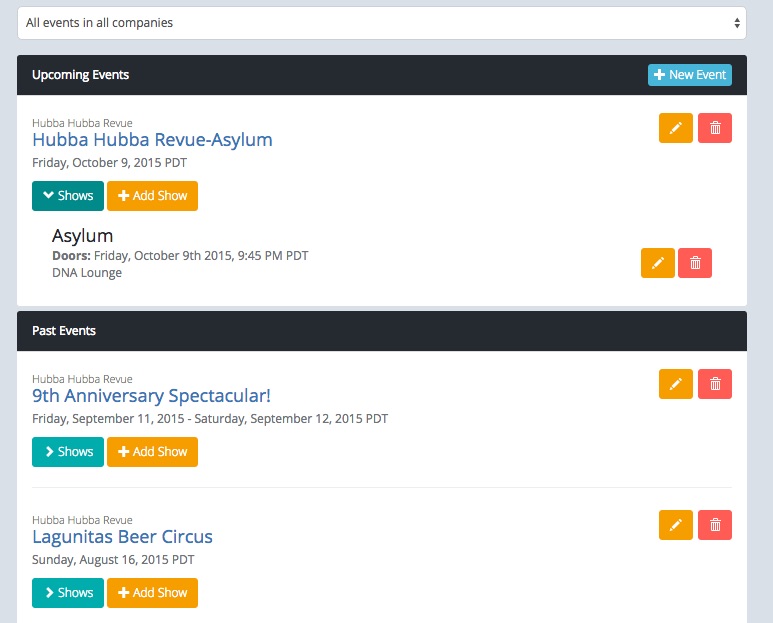 All events in all companies
Upcoming Events
New Event
Hubba Hubba Revue
Hubba Hubba Revue-Asylum
Friday, October 9, 2015 PDT
Shows Add Show
Asylum
Doors: Friday, October 9th 2015, 9:45 PM PDT
DNA Lounge
Past Events
Hubba Hubba Revue
9th Anniversary Spectacular!
Friday, September 11, 2015 - Saturday, September 12, 2015 PDT
Shows Add Show
Hubba Hubba Revue
Lagunitas Beer Circus
Sunday, August 16, 2015 PDT
Shows Add Show